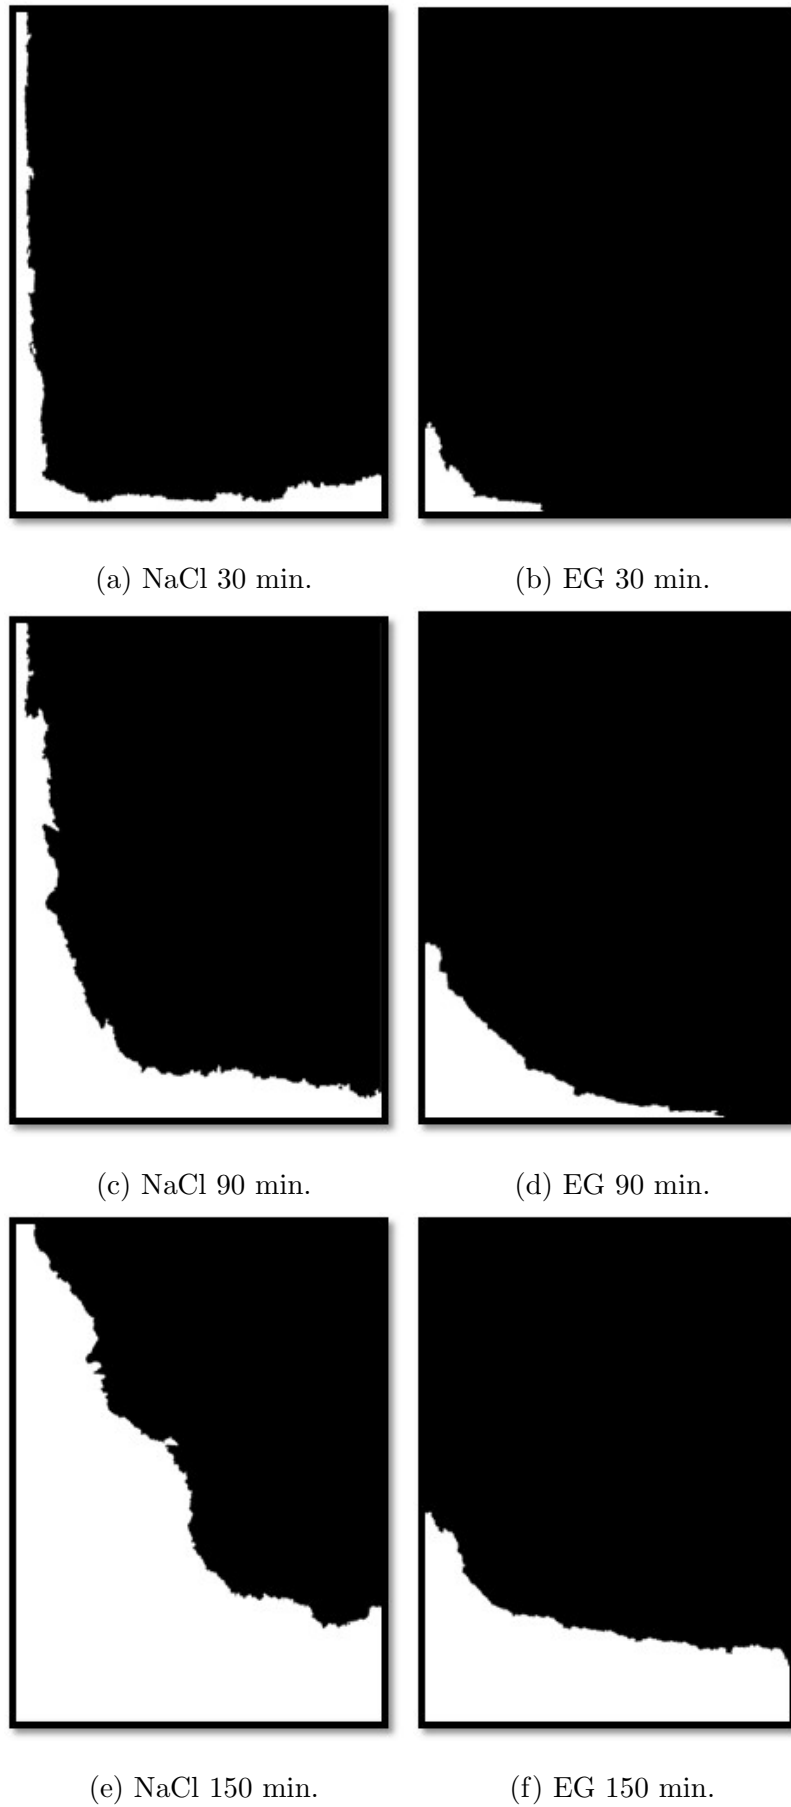 (a) NaCl 30 min.
(b) EG 30 min.
(c) NaCl 90 min.
(d) EG 90 min.
(e) NaCl 150 min.
(f) EG 150 min.